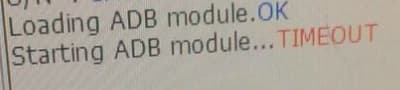 Loading ADB module.OK
Starting ADB module...TIMEOUT